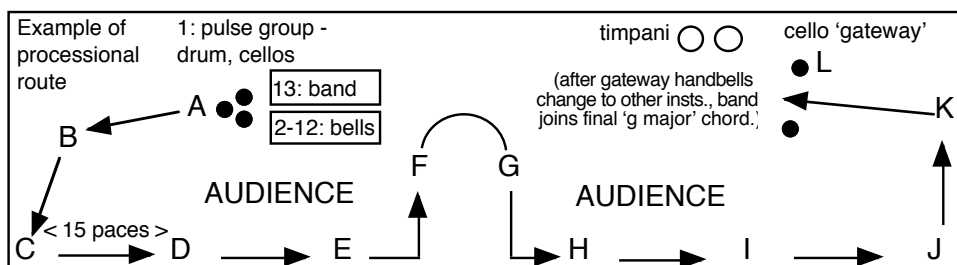 Example of
processional
route
1: pulse group -
drum, cellos
13: band
2-12: bells
timpani
cello ‘gateway’
(after gateway handbells
change to other insts., band
joins final ‘g major’ chord.)
A
B
C
< 15 paces >
D
E
F
G
H
I
J
K
L
AUDIENCE
AUDIENCE